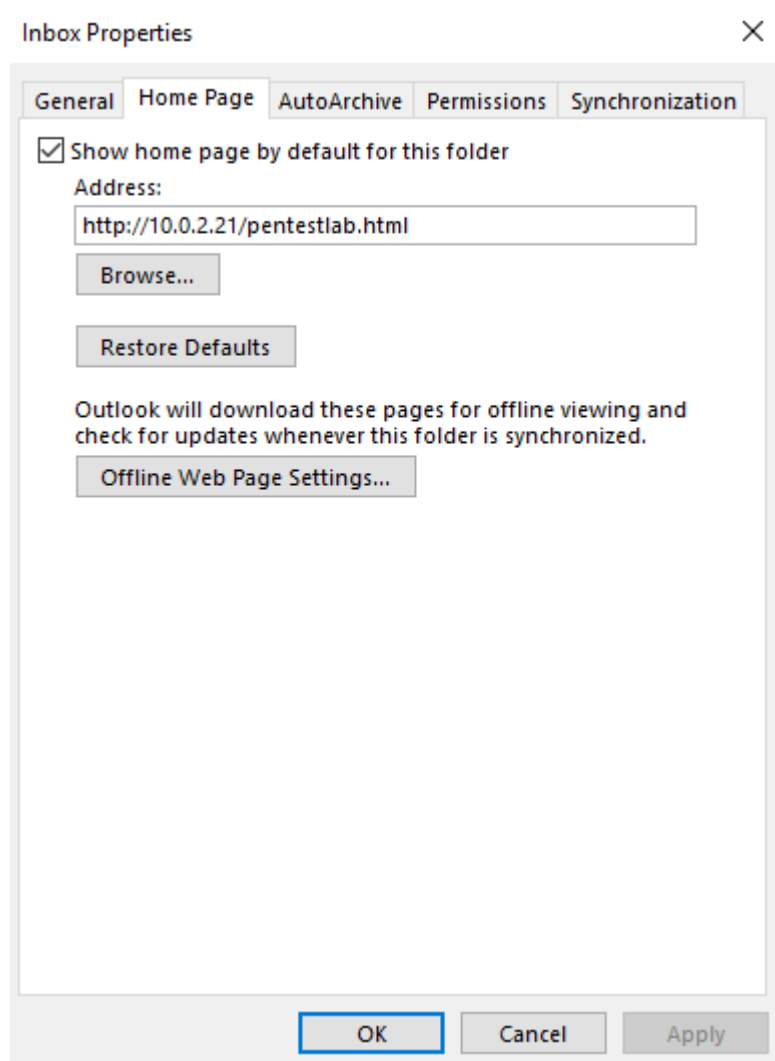 Inbox Properties
General Home Page AutoArchive Permissions Synchronization
Show home page by default for this folder
Address:
http://10.0.2.21/pentestlab.html
Browse...
Restore Defaults
Outlook will download these pages for offline viewing and
check for updates whenever this folder is synchronized.
Offline Web Page Settings...
OK Cancel Apply